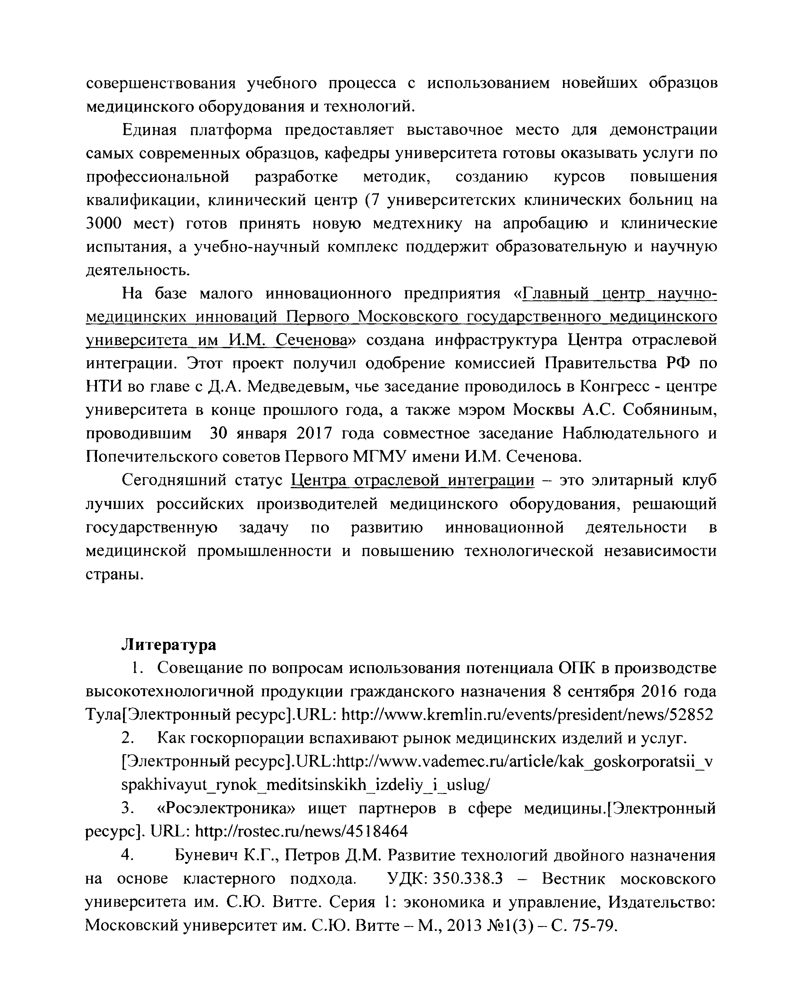 совершенствования учебного процесса с использованием новейших образцов
медицинского оборудования и технологий.
Единая платформа предоставляет выставочное место для демонстрации
самых современных образцов, кафедры университета готовы оказывать услуги по
профессиональной разработке методик, созданию курсов повышения
квалификации, клинический центр (7 университетских клинических больниц на
3000 мест) готов принять новую медтехнику на апробацию и клинические
испытания, а учебно-научный комплекс поддержит образовательную и научную
деятельность.
На базе малого инновационного предприятия «Главный центр научно-
медицинских инноваций Первого Московского государственного медицинского
университета им И.М. Сеченова» создана инфраструктура Центра отраслевой
интеграции. Этот проект получил одобрение комиссией Правительства РФ по
НТИ во главе с Д.А. Медведевым, чье заседание проводилось в Конгресс - центре
университета в конце прошлого года, а также мэром Москвы А.С. Собяниным,
проводившим 30 января 2017 года совместное заседание Наблюдательного и
Попечительского советов Первого МГМУ имени И.М. Сеченова.
Сегодняшний статус Центра отраслевой интеграции – это элитарный клуб
лучших российских производителей медицинского оборудования, решающий
государственную задачу по развитию инновационной деятельности в
медицинской промышленности и повышению технологической независимости
страны.
Литература
1. Совещание по вопросам использования потенциала ОПК в производстве
высокотехнологичной продукции гражданского назначения 8 сентября 2016 года
Тула[Электронный ресурс].URL: http://www.kremlin.ru/events/president/news/52852
2. Как госкорпорации вспахивают рынок медицинских изделий и услуг.
[Электронный ресурс].URL:http://www.vademec.ru/article/kak_goskorporatsii_v
spakhivayut_rynok_meditsinskikh_izdeliy_i_uslug/
3. «Росэлектроника» ищет партнеров в сфере медицины.[Электронный
ресурс]. URL: http://rostec.ru/news/4518464
4. Буневич К.Г., Петров Д.М. Развитие технологий двойного назначения
на основе кластерного подхода. УДК: 350.338.3 – Вестник московского
университета им. С.Ю. Витте. Серия 1: экономика и управление, Издательство:
Московский университет им. С.Ю. Витте – М., 2013 №1(3) – С. 75-79.